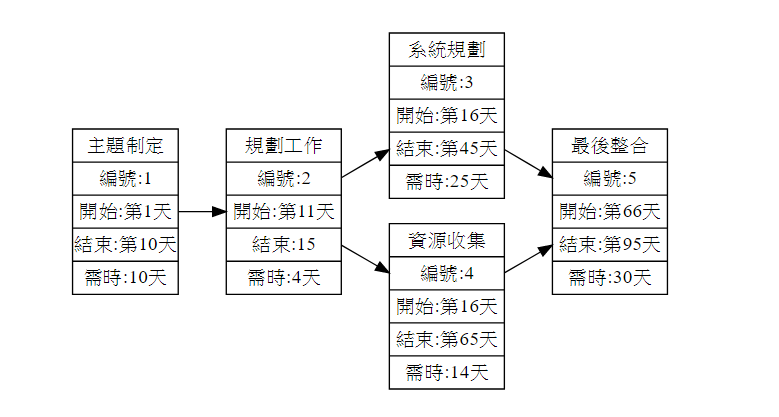 主題制定
編號:1
開始:第1天
結束:第10天
需時:10天
規劃工作
編號:2
開始:第11天
結束:15
需時:4天
系統規劃
編號:3
開始:第16天
結束:第45天
需時:25天
資源收集
編號:4
開始:第16天
結束:第65天
需時:14天
最後整合
編號:5
開始:第66天
結束:第95天
需時:30天